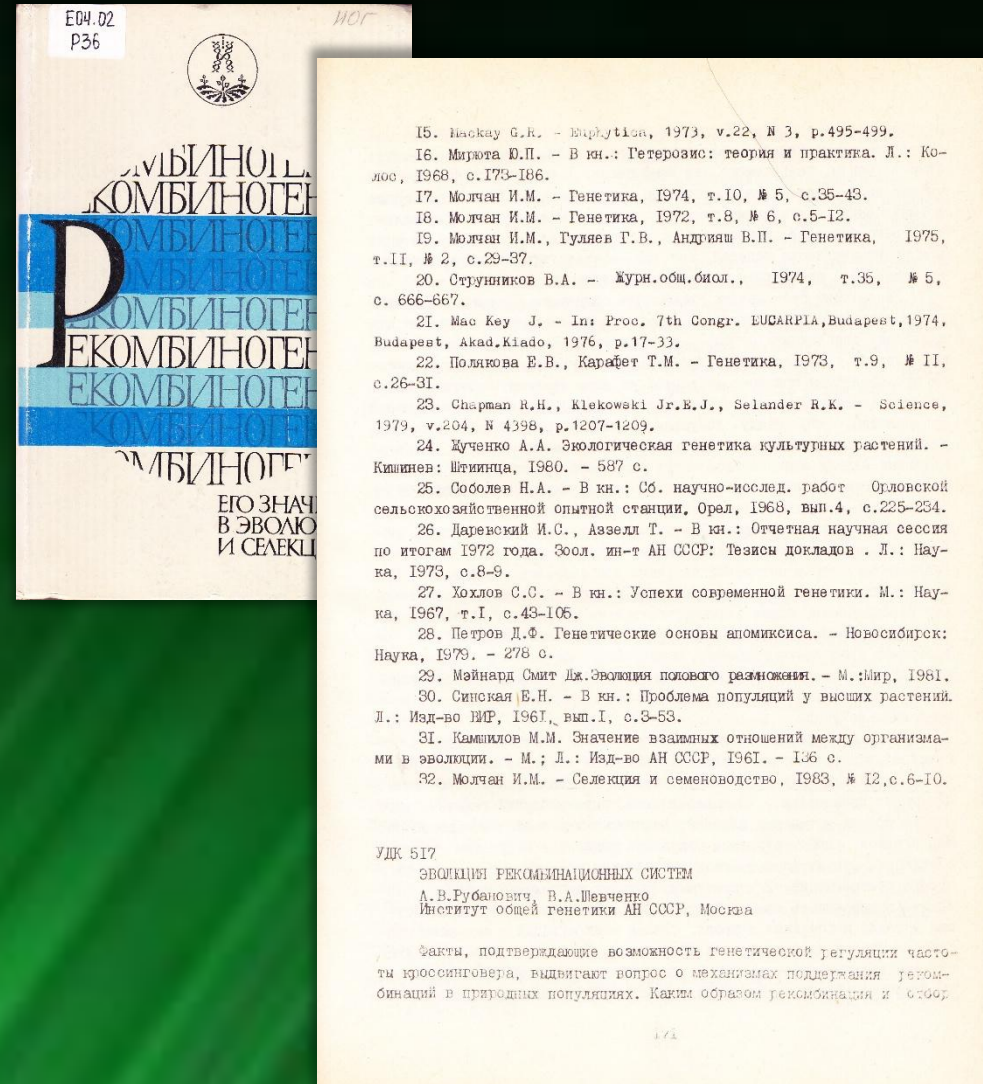 Е04.02
Р36
ИОГ
ОМБИНОГЕН
ЕКОМБИНОГЕН
РЕКОМБИНОГЕН
ЕКОМБИНОГЕН
ЕГО ЗНАЧ
В ЭВОЛЮ
И СЕЛЕКЦ
15. Mackay G.R. - Euphytica, 1973, v.22, N 3, p.495-499.
16. Мирюта Ю.П. - В кн.: Гетерозис: теория и практика. Л.: Ко-
лос, 1968, с.173-186.
17. Молчан И.М. - Генетика, 1974, т.10, № 5, с.35-43.
18. Молчан И.М. - Генетика, 1972, т.8, № 6, с.5-12.
19. Молчан И.М., Гуляев Г.В., Андрияш В.П. - Генетика, 1975,
т.11, № 2, с.29-37.
20. Струнников В.А. - Журн.общ.биол., 1974, т.35, № 5,
с. 666-667.
21. Mac Key J. - In: Proc. 7th Congr. EUCARPIA,Budapest,1974,
Budapest, Akad.Kiado, 1976, p.17-33.
22. Полякова Е.В., Карафет Т.М. - Генетика, 1973, т.9, № 11,
с.26-31.
23. Chapman R.H., Klekowski Jr.E.J., Selander R.K. - Science,
1979, v.204, N 4398, p.1207-1209.
24. Жученко А.А. Экологическая генетика культурных растений. -
Кишинев: Штиинца, 1980. - 587 с.
25. Соболев Н.А. - В кн.: Сб. научно-исслед. работ Орловской
сельскохозяйственной опытной станции. Орел, 1968, вып.4, с.225-234.
26. Даревский И.С., Аззелл Т. - В кн.: Отчетная научная сессия
по итогам 1972 года. Зоол. ин-т АН СССР: Тезисы докладов . Л.: Нау-
ка, 1973, с.8-9.
27. Хохлов С.С. - В кн.: Успехи современной генетики. М.: Нау-
ка, 1967, т.1, с.43-105.
28. Петров Д.Ф. Генетические основы апомиксиса. - Новосибирск:
Наука, 1979. - 278 с.
29. Мэйнард Смит Дж.Эволюция полового размножения. - М.:Мир, 1981.
30. Синская Е.Н. - В кн.: Проблема популяций у высших растений.
Л.: Изд-во ВИР, 1961, вып.1, с.3-53.
31. Камшилов М.М. Значение взаимных отношений между организма-
ми в эволюции. - М.; Л.: Изд-во АН СССР, 1961. - 136 с.
32. Молчан И.М. - Селекция и семеноводство, 1983, № 12,с.6-10.
УДК 517
ЭВОЛЮЦИЯ РЕКОМБИНАЦИОННЫХ СИСТЕМ
А.В.Рубанович, В.А.Шевченко
Институт общей генетики АН СССР, Москва
Факты, подтверждающие возможность генетической регуляции часто-
ты кроссинговера, выдвигают вопрос о механизмах поддержания реком-
бинаций в природных популяциях. Каким образом рекомбинация и отбор
171